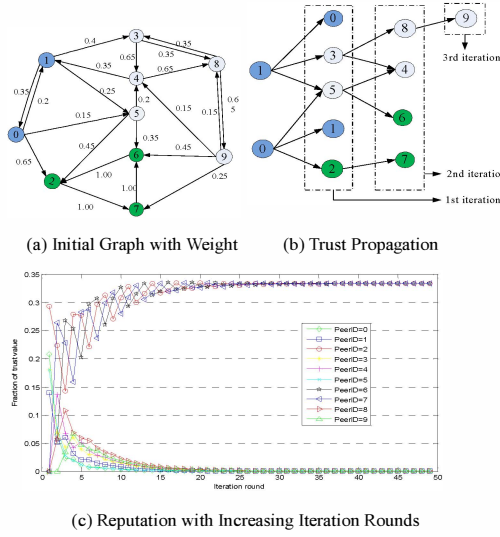 3
0.4
0.35
1
0.65
0.35
8
0.35
4
0.65
0.35
0.2
0.25
0.2
0.15
0.6
5
0.15
5
0.15
0
0.45
0.35
0.45
0.65
6
9
1.00
2
0.25
1.00
1.00
7
0
9
8
3
3rd iteration
1
4
5
6
1
0
2
7
2nd iteration
1st iteration
(a) Initial Graph with Weight
(b) Trust Propagation
0.35
0.3
0.25
0.2
0.15
0.1
0.05
0
Fraction of trust value
PeerID=0
PeerID=1
PeerID=2
PeerID=3
PeerID=4
PeerID=5
PeerID=6
PeerID=7
PeerID=8
PeerID=9
0 5 10 15 20 25 30 35 40 45 50
Iteration round
(c) Reputation with Increasing Iteration Rounds